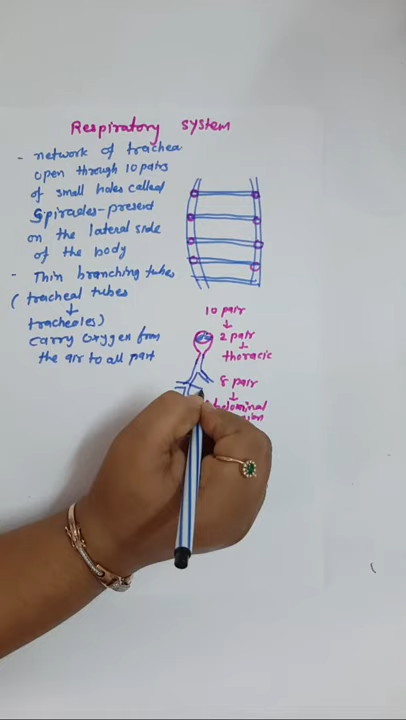 Respiratory system
- network of trachea
open through 10 pairs
of small holes called
Spiracles - present
on the lateral side
of the body
- Thin branching tubes
( tracheal tubes
↓
tracheoles)
carry oxygen from
the air to all part
10 pair
↓
2 pair
↓
thoracic
8 pair
↓